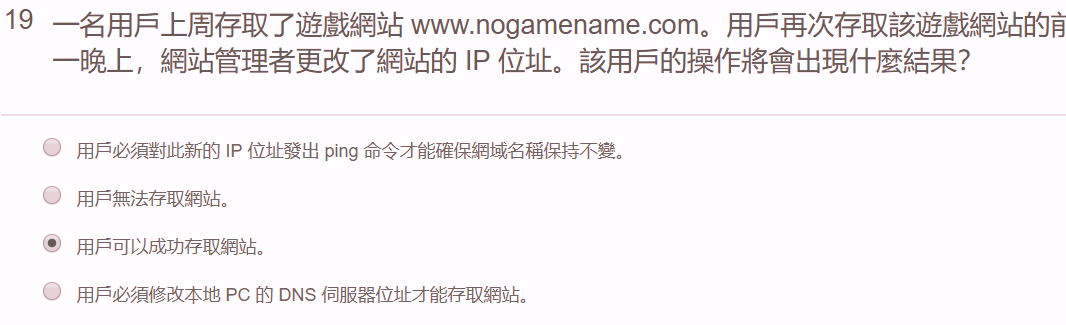 19 一名用戶上周存取了遊戲網站 www.nogamename.com。用戶再次存取該遊戲網站的前
一晚上，網站管理者更改了網站的 IP 位址。該用戶的操作將會出現什麼結果？
用戶必須對此新的 IP 位址發出 ping 命令才能確保網域名稱保持不變。
用戶無法存取網站。
用戶可以成功存取網站。
用戶必須修改本地 PC 的 DNS 伺服器位址才能存取網站。